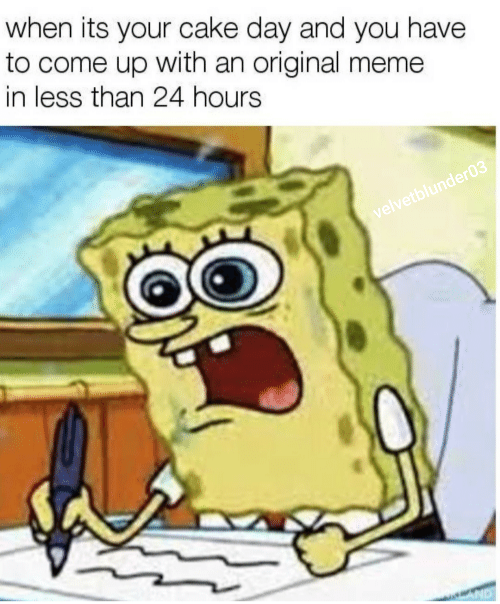 when its your cake day and you have
to come up with an original meme
in less than 24 hours
velvetblunder03